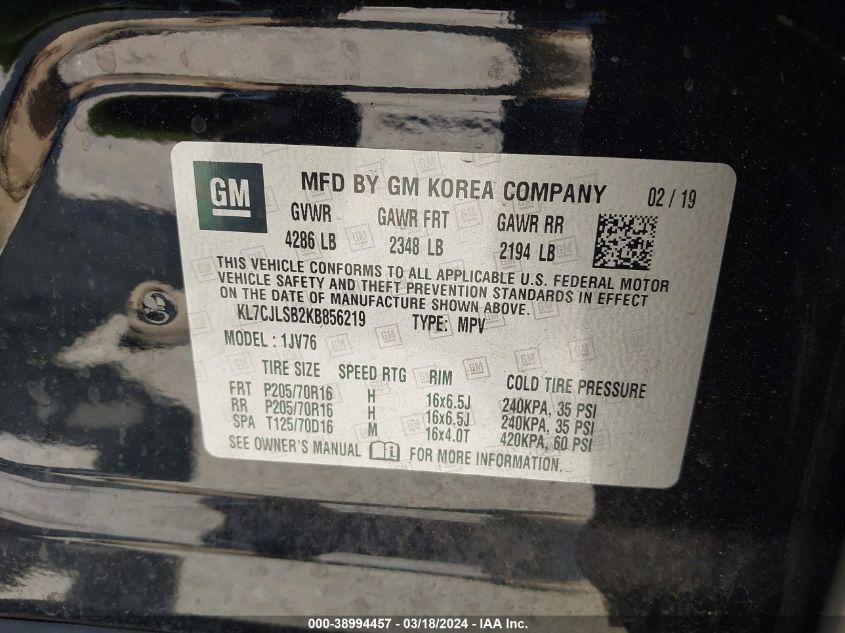 GM
MFD BY GM KOREA COMPANY 02 / 19
GVWR GAWR FRT GAWR RR
4286 LB 2348 LB 2194 LB
THIS VEHICLE CONFORMS TO ALL APPLICABLE U.S. FEDERAL MOTOR
VEHICLE SAFETY AND THEFT PREVENTION STANDARDS IN EFFECT
ON THE DATE OF MANUFACTURE SHOWN ABOVE.
KL7CJLSB2KB856219 TYPE: MPV
MODEL : 1JV76
TIRE SIZE SPEED RTG RIM COLD TIRE PRESSURE
FRT P205/70R16 H 16x6.5J 240KPA, 35 PSI
RR P205/70R16 H 16x6.5J 240KPA, 35 PSI
SPA T125/70D16 M 16x4.0T 420KPA, 60 PSI
SEE OWNER'S MANUAL FOR MORE INFORMATION.
000-38994457 / 03/18/2024 - IAA Inc.